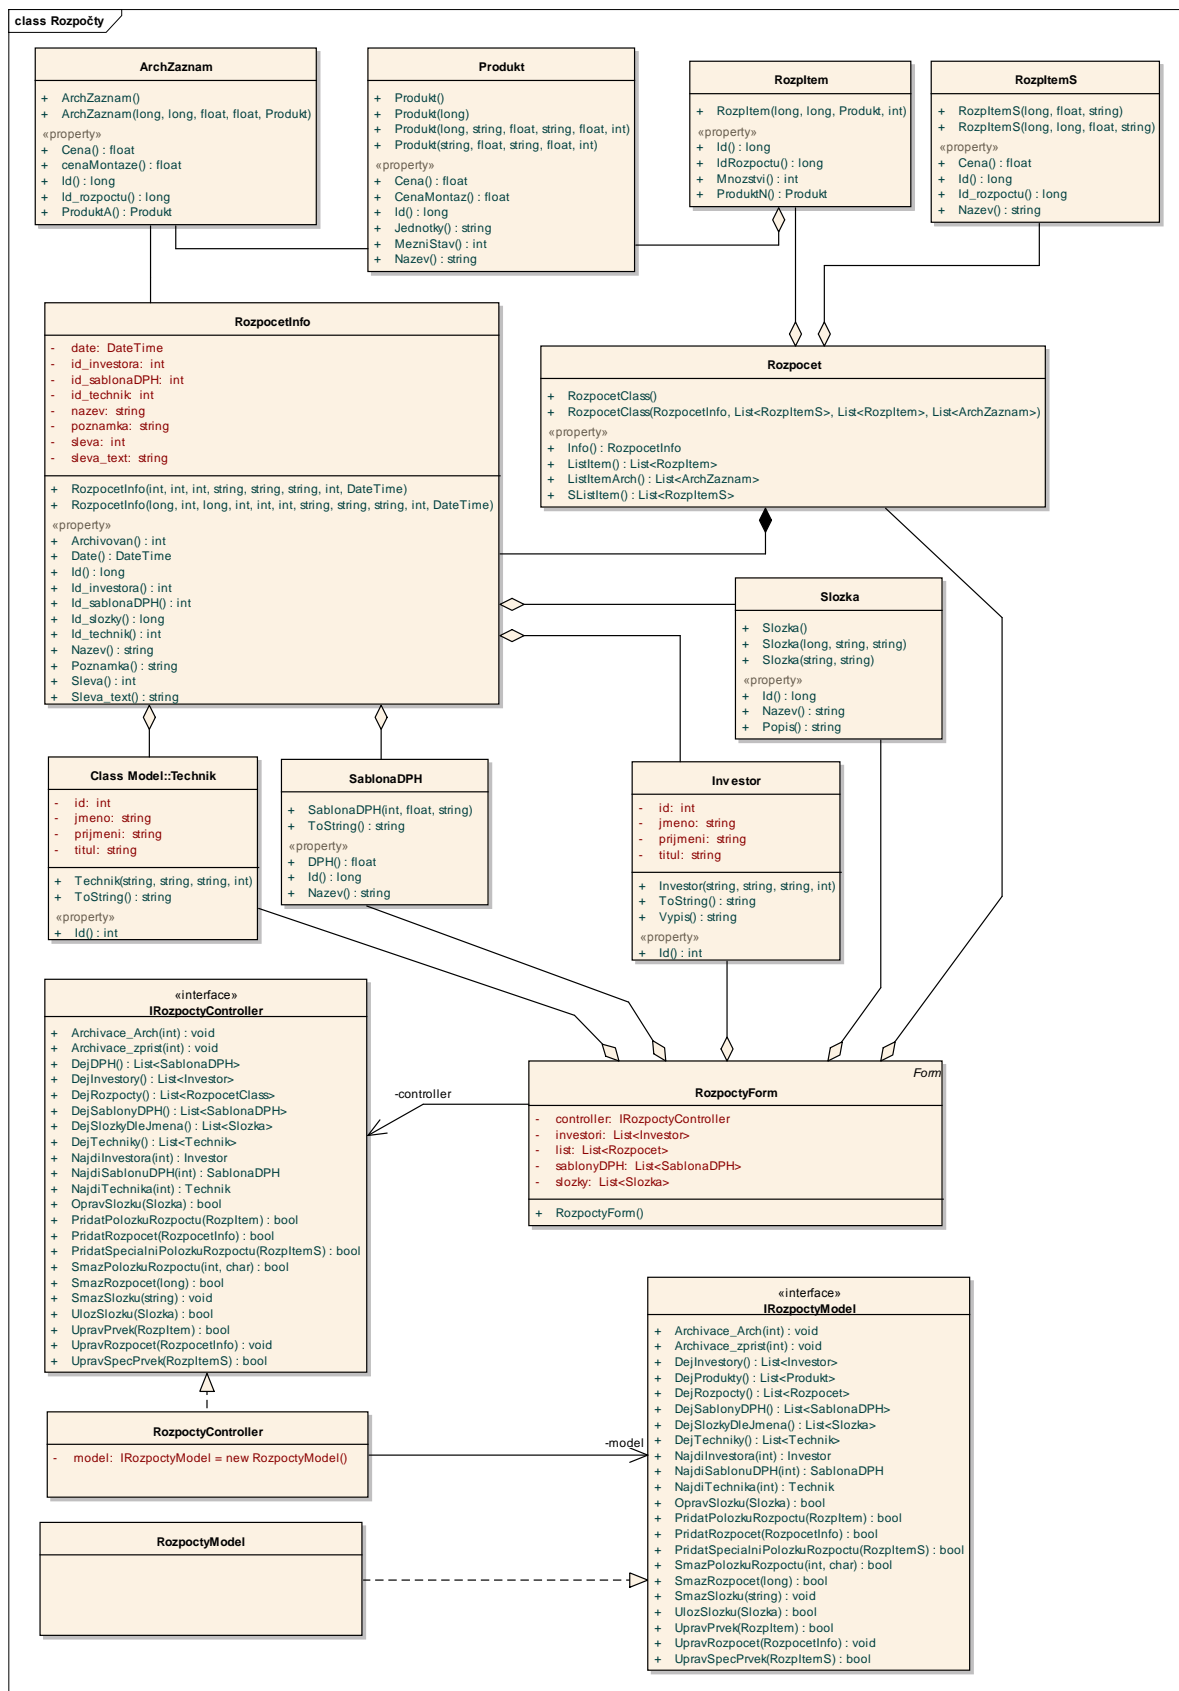 class Rozpočty
ArchZaznam
+ ArchZaznam()
+ ArchZaznam(long, long, float, float, Produkt)
«property»
+ Cena() : float
+ cenaMontaze() : float
+ Id() : long
+ Id_rozpoctu() : long
+ ProduktA() : Produkt
Produkt
+ Produkt()
+ Produkt(long)
+ Produkt(long, string, float, string, float, int)
+ Produkt(string, float, string, float, int)
«property»
+ Cena() : float
+ CenaMontaz() : float
+ Id() : long
+ Jednotky() : string
+ MezniStav() : int
+ Nazev() : string
RozpItem
+ RozpItem(long, long, Produkt, int)
«property»
+ Id() : long
+ IdRozpoctu() : long
+ Mnozstvi() : int
+ ProduktN() : Produkt
RozpItemS
+ RozpItemS(long, float, string)
+ RozpItemS(long, long, float, string)
«property»
+ Cena() : float
+ Id() : long
+ Id_rozpoctu() : long
+ Nazev() : string
RozpocetInfo
- date: DateTime
- id_investora: int
- id_sablonaDPH: int
- id_technik: int
- nazev: string
- poznamka: string
- sleva: int
- sleva_text: string
+ RozpocetInfo(int, int, int, string, string, string, int, DateTime)
+ RozpocetInfo(long, int, long, int, int, int, string, string, string, int, DateTime)
«property»
+ Archivovan() : int
+ Date() : DateTime
+ Id() : long
+ Id_investora() : int
+ Id_sablonaDPH() : int
+ Id_slozky() : long
+ Id_technik() : int
+ Nazev() : string
+ Poznamka() : string
+ Sleva() : int
+ Sleva_text() : string
Rozpocet
+ RozpocetClass()
+ RozpocetClass(RozpocetInfo, List<RozpItemS>, List<RozpItem>, List<ArchZaznam>)
«property»
+ Info() : RozpocetInfo
+ ListItem() : List<RozpItem>
+ ListItemArch() : List<ArchZaznam>
+ SListItem() : List<RozpItemS>
Slozka
+ Slozka()
+ Slozka(long, string, string)
+ Slozka(string, string)
«property»
+ Id() : long
+ Nazev() : string
+ Popis() : string
Class Model::Technik
- id: int
- jmeno: string
- prijmeni: string
- titul: string
+ Technik(string, string, string, int)
+ ToString() : string
«property»
+ Id() : int
SablonaDPH
+ SablonaDPH(int, float, string)
+ ToString() : string
«property»
+ DPH() : float
+ Id() : long
+ Nazev() : string
Investor
- id: int
- jmeno: string
- prijmeni: string
- titul: string
+ Investor(string, string, string, int)
+ ToString() : string
+ Vypis() : string
«property»
+ Id() : int
«interface»
IRozpoctyController
+ Archivace_Arch(int) : void
+ Archivace_zprist(int) : void
+ DejDPH() : List<SablonaDPH>
+ DejInvestory() : List<Investor>
+ DejRozpocty() : List<RozpocetClass>
+ DejSablonyDPH() : List<SablonaDPH>
+ DejSlozkyDleJmena() : List<Slozka>
+ DejTechniky() : List<Technik>
+ NajdiInvestora(int) : Investor
+ NajdiSablonuDPH(int) : SablonaDPH
+ NajdiTechnika(int) : Technik
+ OpravSlozku(Slozka) : bool
+ PridatPolozkuRozpoctu(RozpItem) : bool
+ PridatRozpocet(RozpocetInfo) : bool
+ PridatSpecialniPolozkuRozpoctu(RozpItemS) : bool
+ SmazPolozkuRozpoctu(int, char) : bool
+ SmazRozpocet(long) : bool
+ SmazSlozku(string) : void
+ UlozSlozku(Slozka) : bool
+ UpravPrvek(RozpItem) : bool
+ UpravRozpocet(RozpocetInfo) : void
+ UpravSpecPrvek(RozpItemS) : bool
-controller
Form
RozpoctyForm
- controller: IRozpoctyController
- investori: List<Investor>
- list: List<Rozpocet>
- sablonyDPH: List<SablonaDPH>
- slozky: List<Slozka>
+ RozpoctyForm()
«interface»
IRozpoctyModel
+ Archivace_Arch(int) : void
+ Archivace_zprist(int) : void
+ DejInvestory() : List<Investor>
+ DejProdukty() : List<Produkt>
+ DejRozpocty() : List<Rozpocet>
+ DejSablonyDPH() : List<SablonaDPH>
+ DejSlozkyDleJmena() : List<Slozka>
+ DejTechniky() : List<Technik>
+ NajdiInvestora(int) : Investor
+ NajdiSablonuDPH(int) : SablonaDPH
+ NajdiTechnika(int) : Technik
+ OpravSlozku(Slozka) : bool
+ PridatPolozkuRozpoctu(RozpItem) : bool
+ PridatRozpocet(RozpocetInfo) : bool
+ PridatSpecialniPolozkuRozpoctu(RozpItemS) : bool
+ SmazPolozkuRozpoctu(int, char) : bool
+ SmazRozpocet(long) : bool
+ SmazSlozku(string) : void
+ UlozSlozku(Slozka) : bool
+ UpravPrvek(RozpItem) : bool
+ UpravRozpocet(RozpocetInfo) : void
+ UpravSpecPrvek(RozpItemS) : bool
RozpoctyController
- model: IRozpoctyModel = new RozpoctyModel()
-model
RozpoctyModel